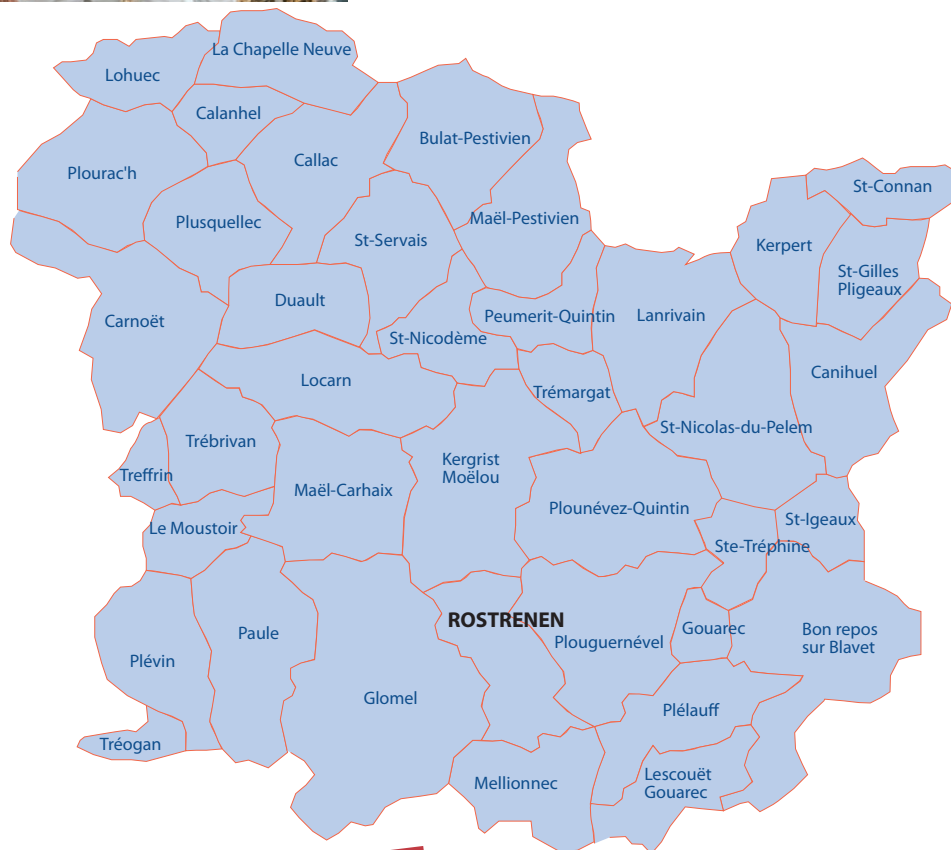 La Chapelle Neuve
Lohuec
Calanhel
Bulat-Pestivien
Callac
Plourac'h
St-Connan
Plusquellec
Maël-Pestivien
St-Servais
Kerpert
St-Gilles
Pligeaux
Duault
Carnoët
Peumerit-Quintin
Lanrivain
St-Nicodème
Canihuel
Locarn
Trémargat
St-Nicolas-du-Pelem
Trébrivan
Kergrist
Moëlou
Treffrin
Maël-Carhaix
Plounévez-Quintin
St-Igeaux
Le Moustoir
Ste-Tréphine
ROSTRENEN
Paule
Gouarec
Bon repos
sur Blavet
Plouguernével
Plévin
Glomel
Plélauff
Tréogan
Mellionnec
Lescouët
Gouarec